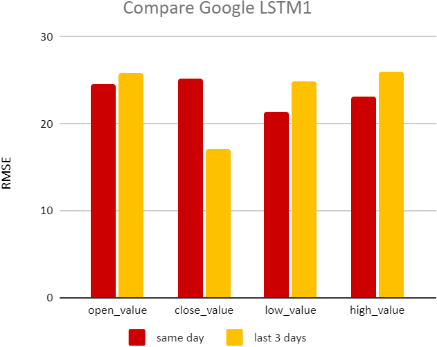 Compare Google LSTM1
30
20
10
0
RMSE
open_value close_value low_value high_value
same day last 3 days